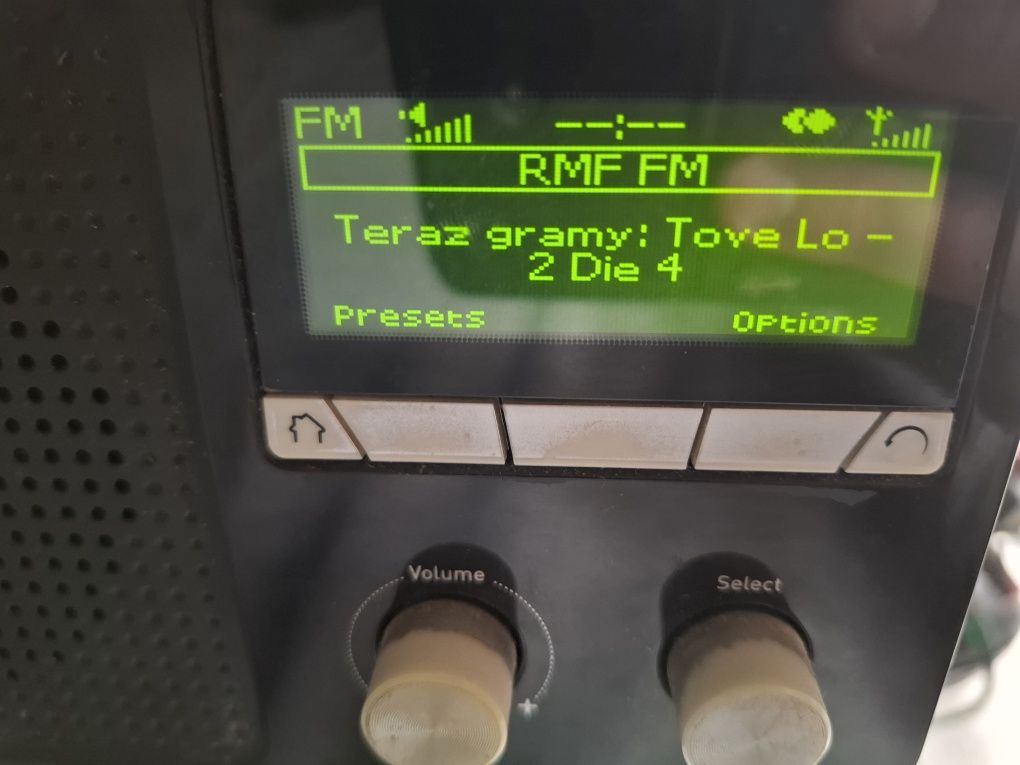 FM --:--
RMF FM
Teraz gramy: Tove Lo -
2 Die 4
Presets Options
Volume Select